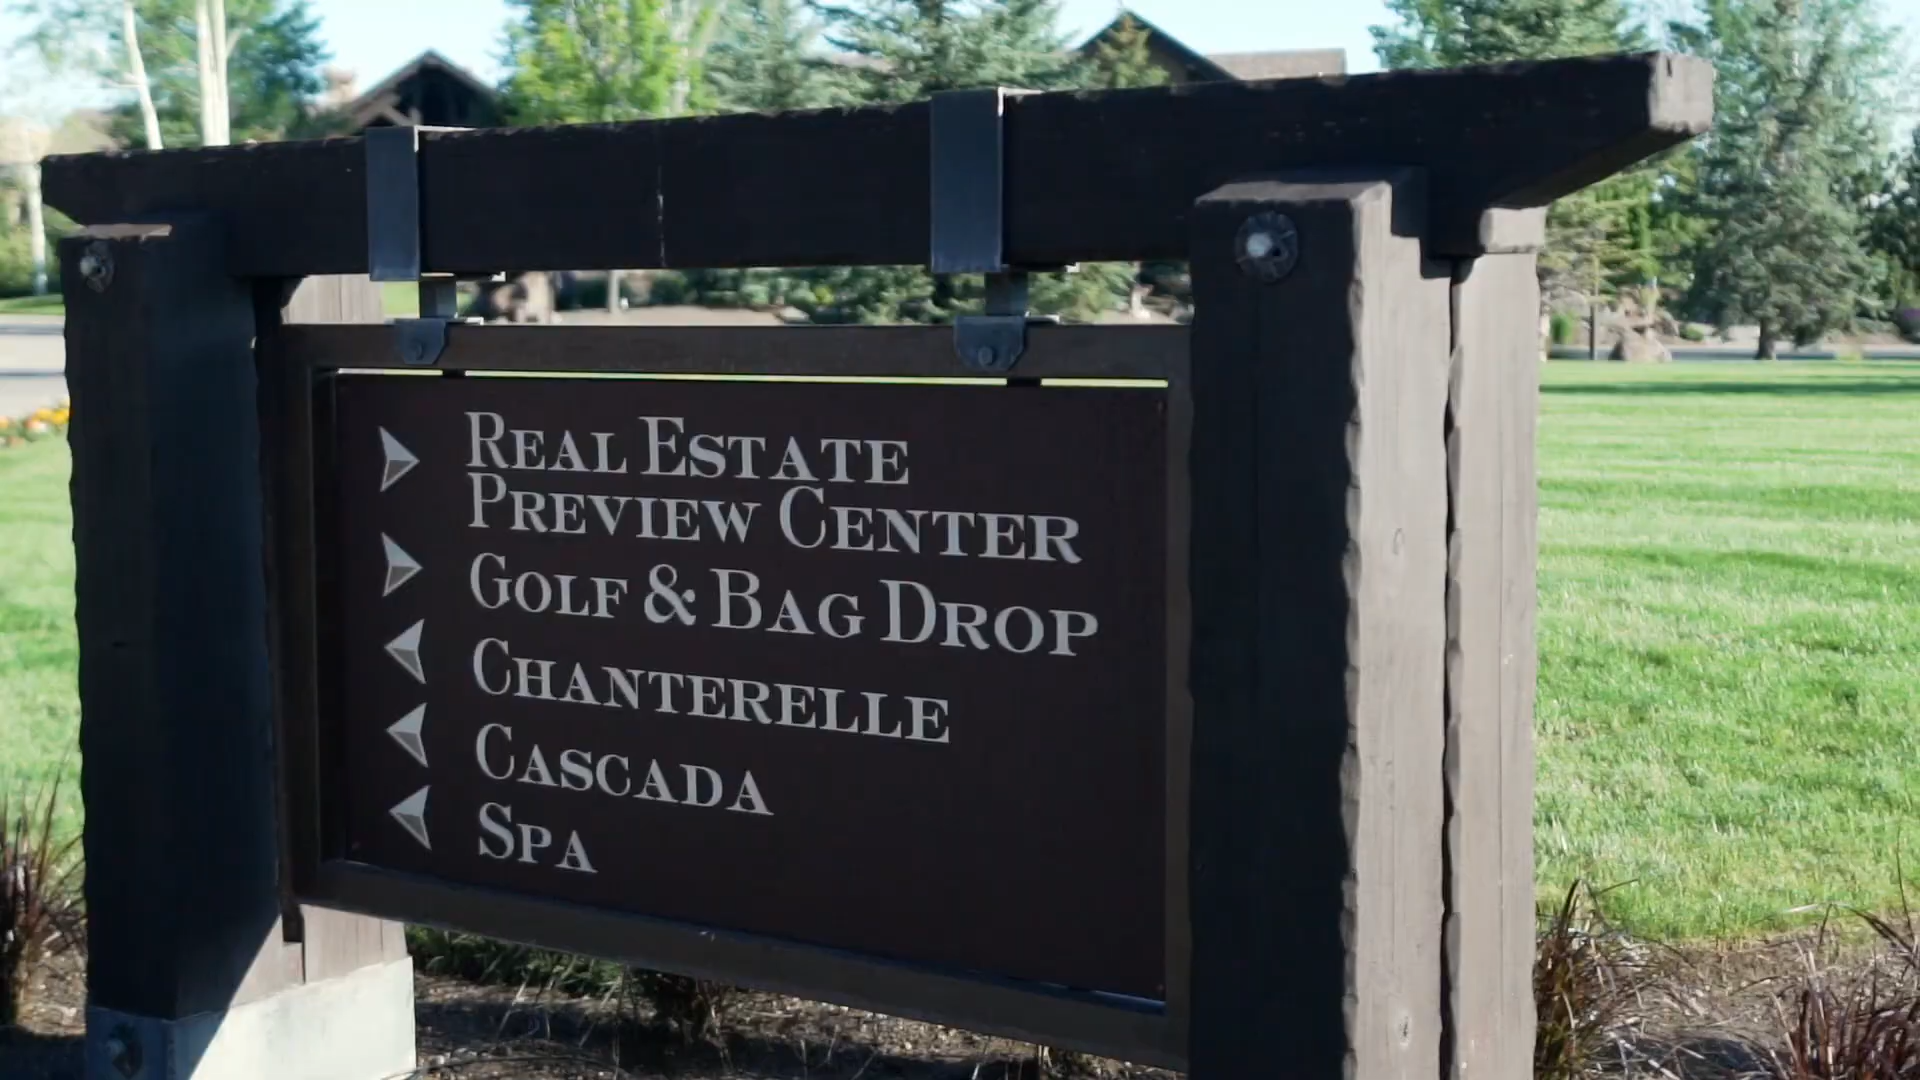 Real Estate
Preview Center
Golf & Bag Drop
Chanterelle
Cascada
Spa